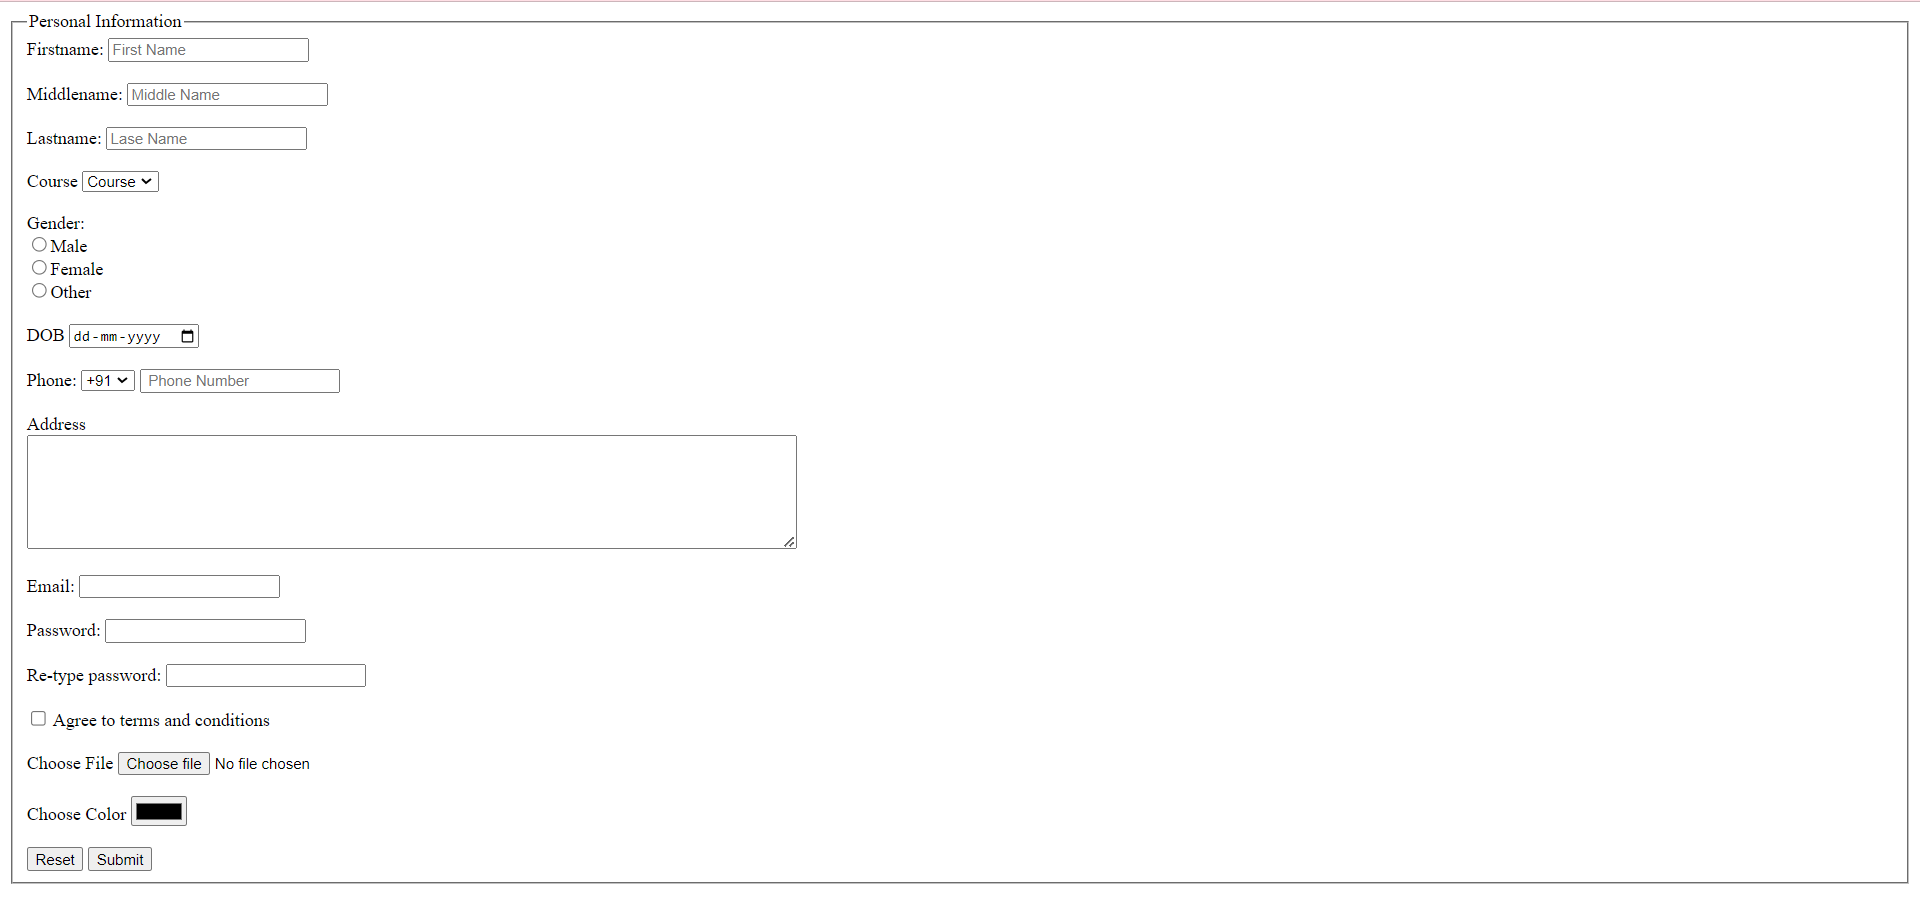 Personal Information
Firstname: First Name
Middlename: Middle Name
Lastname: Lase Name
Course Course
Gender:
Male
Female
Other
DOB dd-mm-yyyy
Phone: +91 Phone Number
Address
Email:
Password:
Re-type password:
Agree to terms and conditions
Choose File Choose file No file chosen
Choose Color
Reset Submit